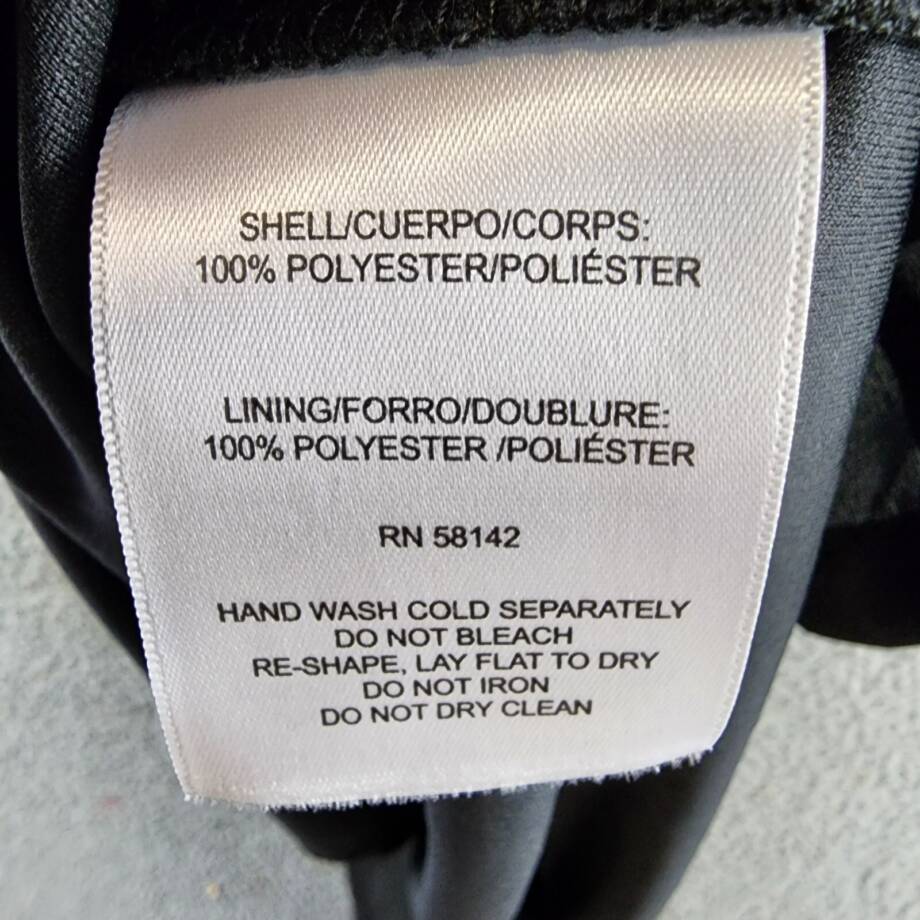 SHELL/CUERPO/CORPS:
100% POLYESTER/POLIÉSTER
LINING/FORRO/DOUBLURE:
100% POLYESTER /POLIÉSTER
RN 58142
HAND WASH COLD SEPARATELY
DO NOT BLEACH
RE-SHAPE, LAY FLAT TO DRY
DO NOT IRON
DO NOT DRY CLEAN